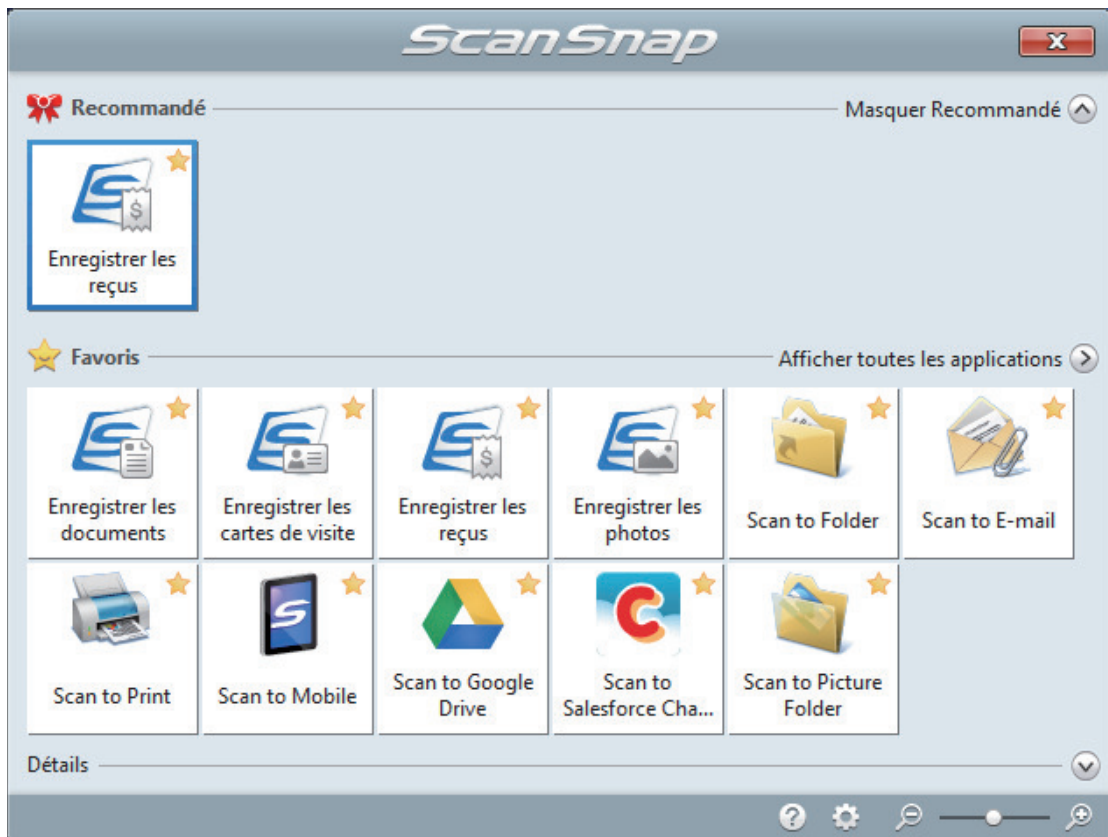 ScanSnap
Recommandé
Masquer Recommandé
Enregistrer les
reçus
Favoris
Afficher toutes les applications
Enregistrer les
documents
Enregistrer les
cartes de visite
Enregistrer les
reçus
Enregistrer les
photos
Scan to Folder
Scan to E-mail
Scan to Print
Scan to Mobile
Scan to Google
Drive
Scan to
Salesforce Cha...
Scan to Picture
Folder
Détails